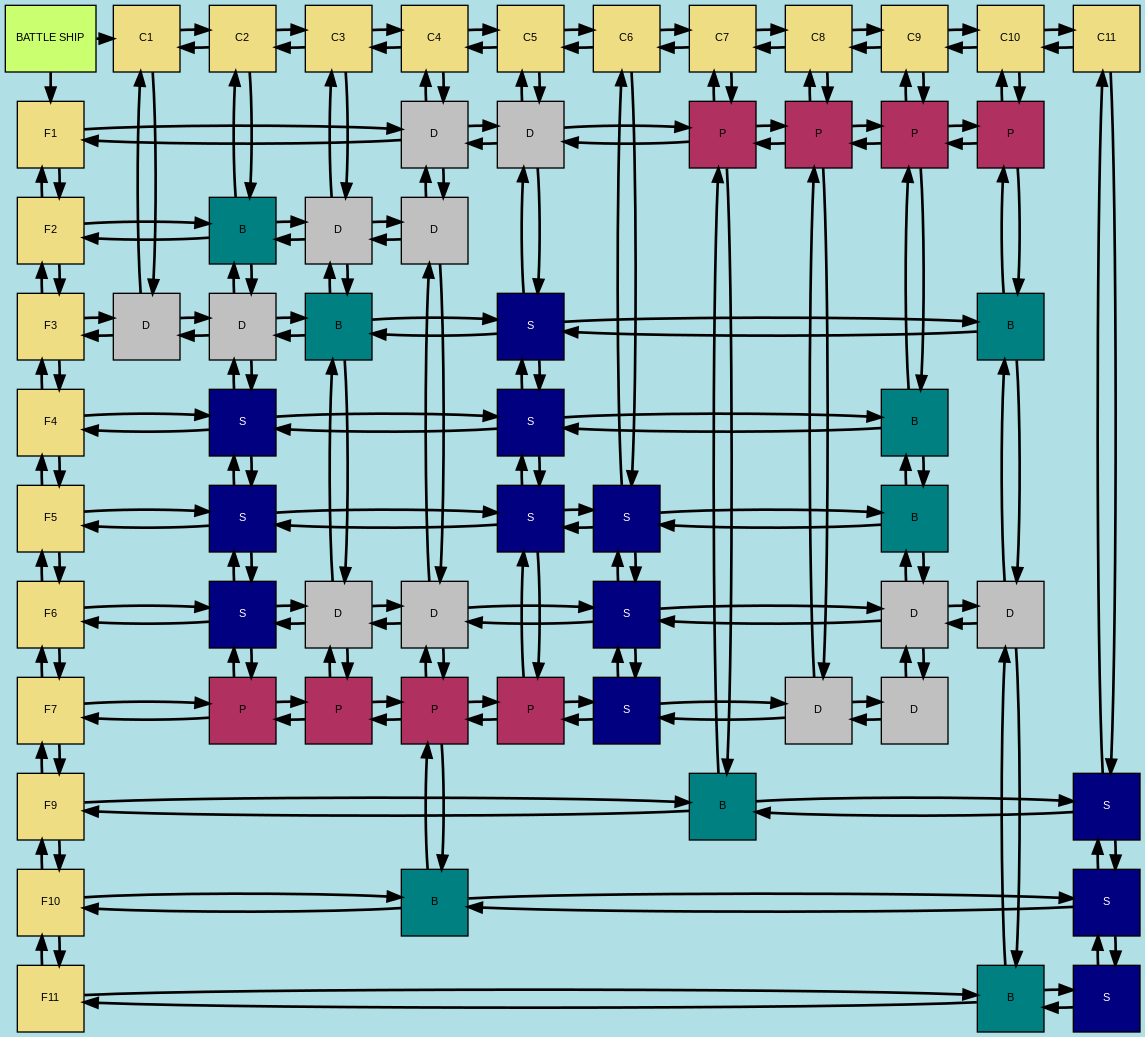 BATTLE SHIP C1 C2 C3 C4 C5 C6 C7 C8 C9 C10 C11
F1 D D P P P P
F2 B D D
F3 D D B S B
F4 S S B
F5 S S S B
F6 S D D S D D
F7 P P P P S D D
F9 B S
F10 B S
F11 B S